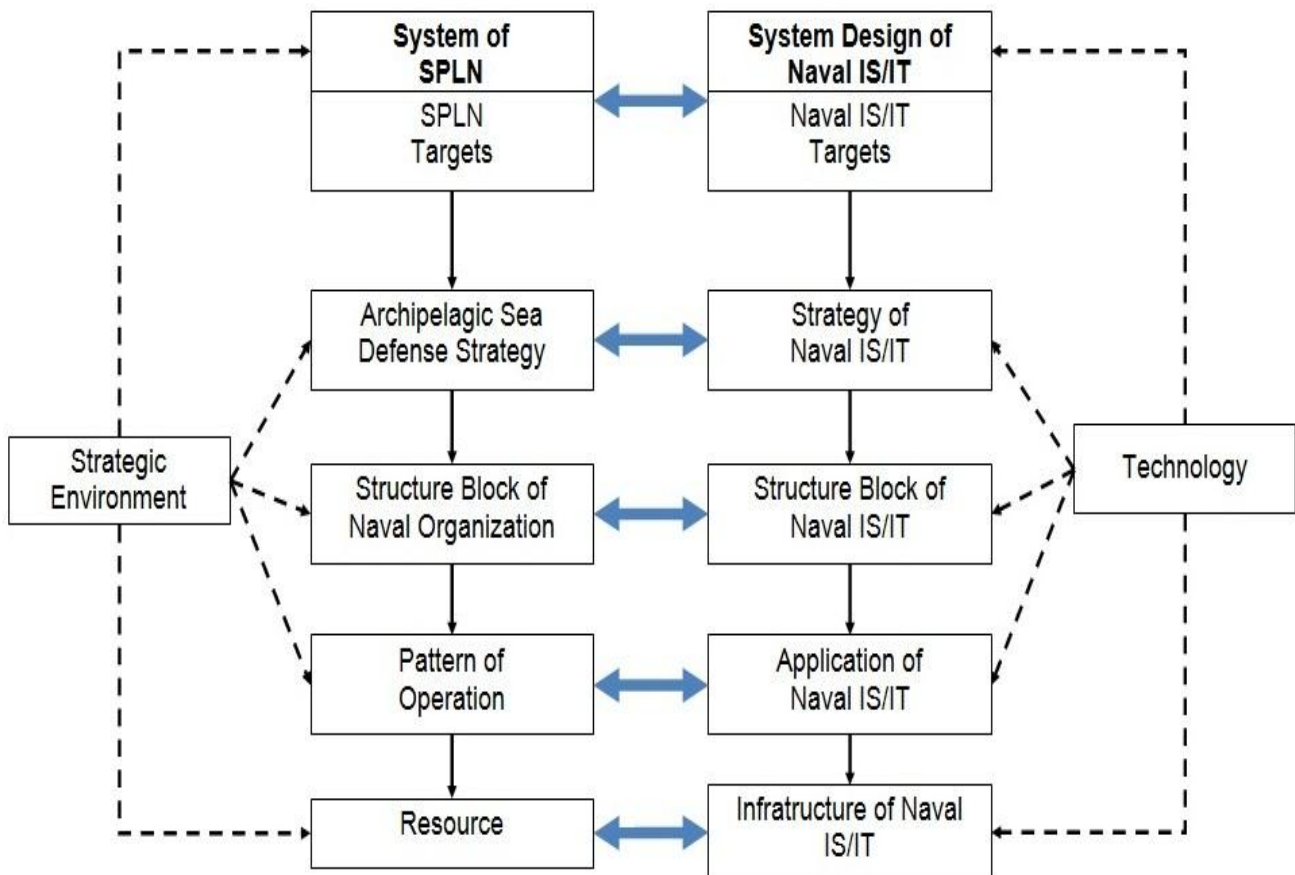 System of
SPLN
SPLN
Targets
System Design of
Naval IS/IT
Naval IS/IT
Targets
Archipelagic Sea
Defense Strategy
Strategy of
Naval IS/IT
Strategic
Environment
Structure Block of
Naval Organization
Structure Block of
Naval IS/IT
Technology
Pattern of
Operation
Application of
Naval IS/IT
Resource
Infratructure of Naval
IS/IT